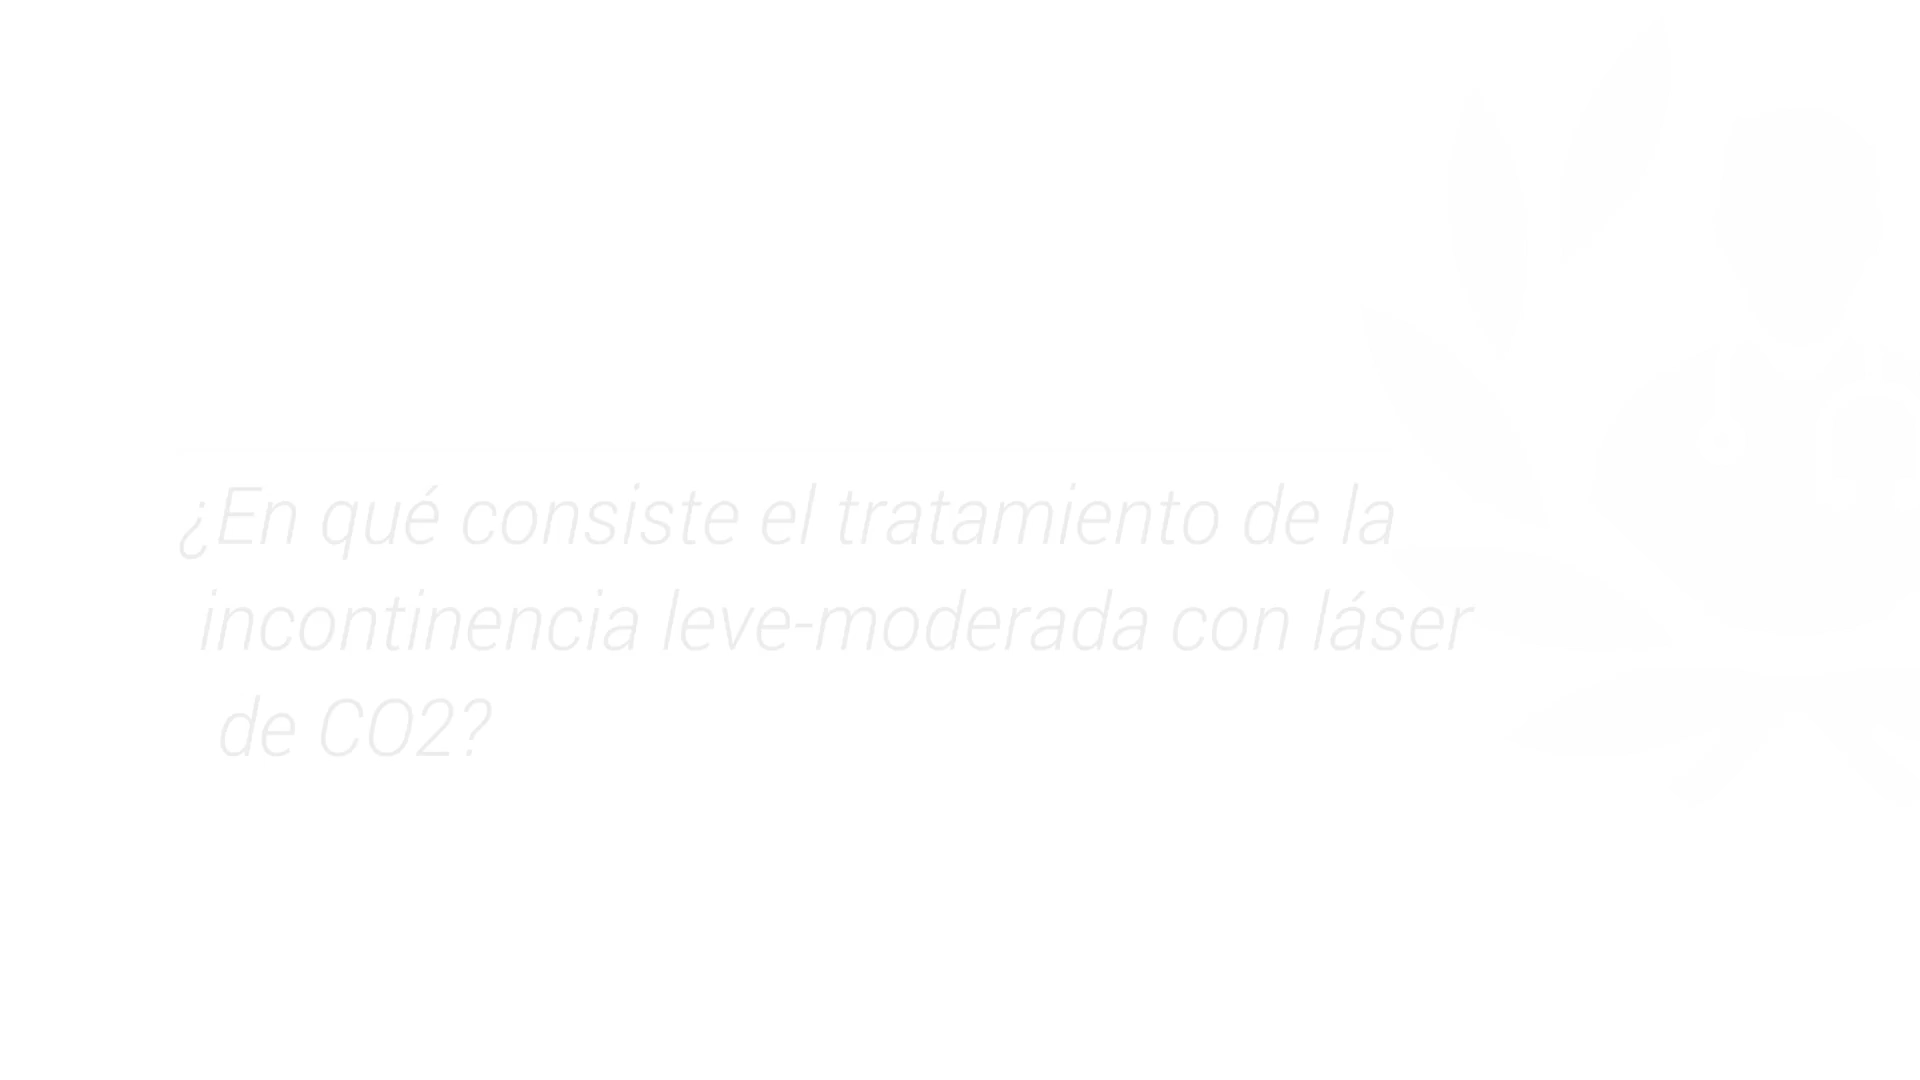 ¿En qué consiste el tratamiento de la
incontinencia leve-moderada con láser
de CO2?